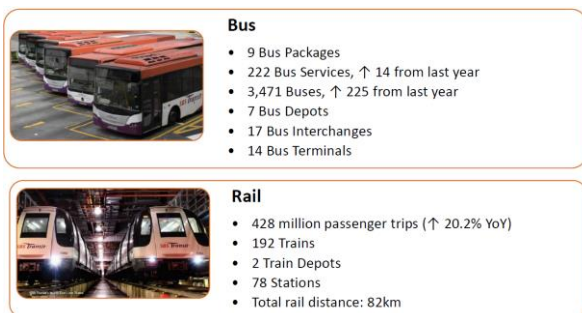 Bus
• 9 Bus Packages
• 222 Bus Services, ↑ 14 from last year
• 3,471 Buses, ↑ 225 from last year
• 7 Bus Depots
• 17 Bus Interchanges
• 14 Bus Terminals
Rail
• 428 million passenger trips (↑ 20.2% YoY)
• 192 Trains
• 2 Train Depots
• 78 Stations
• Total rail distance: 82km